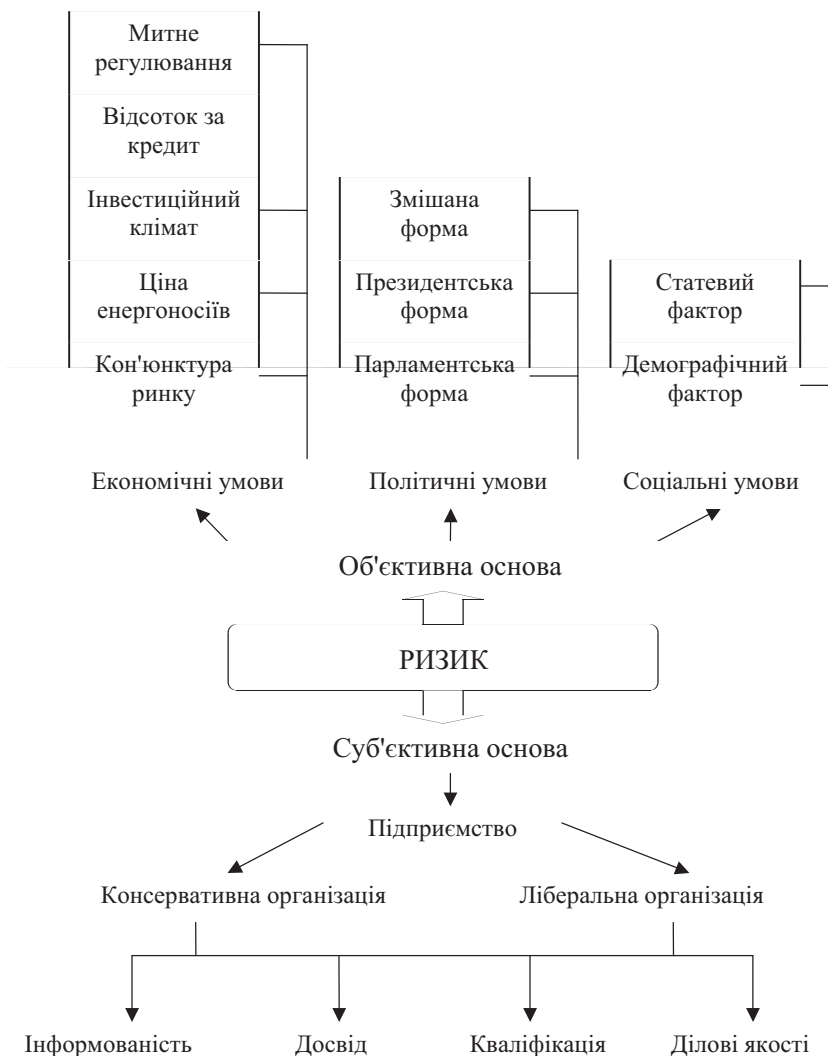 Митне
регулювання
Відсоток за
кредит
Інвестиційний
клімат
Змішана
форма
Ціна
енергоносіїв
Президентська
форма
Статевий
фактор
Кон'юнктура
ринку
Парламентська
форма
Демографічний
фактор
Економічні умови
Політичні умови
Соціальні умови
Об'єктивна основа
РИЗИК
Суб'єктивна основа
Підприємство
Консервативна організація
Ліберальна організація
Інформованість
Досвід
Кваліфікація
Ділові якості